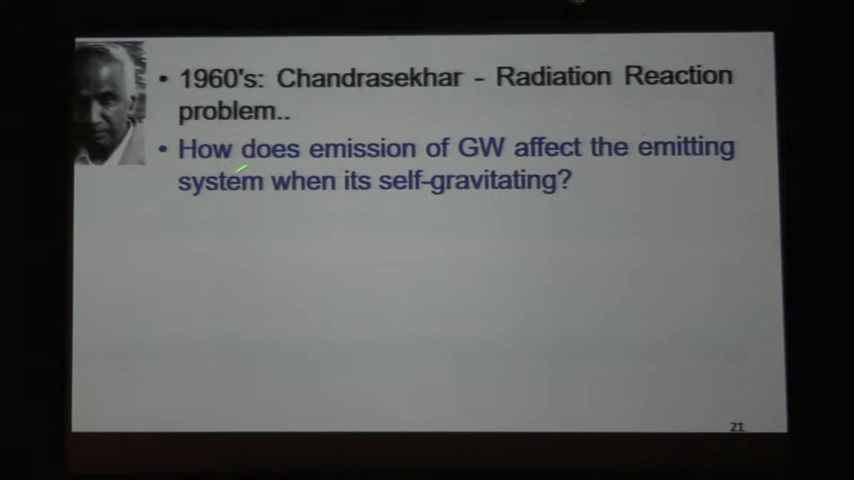 • 1960's: Chandrasekhar - Radiation Reaction
problem..
• How does emission of GW affect the emitting
system when its self-gravitating?
21